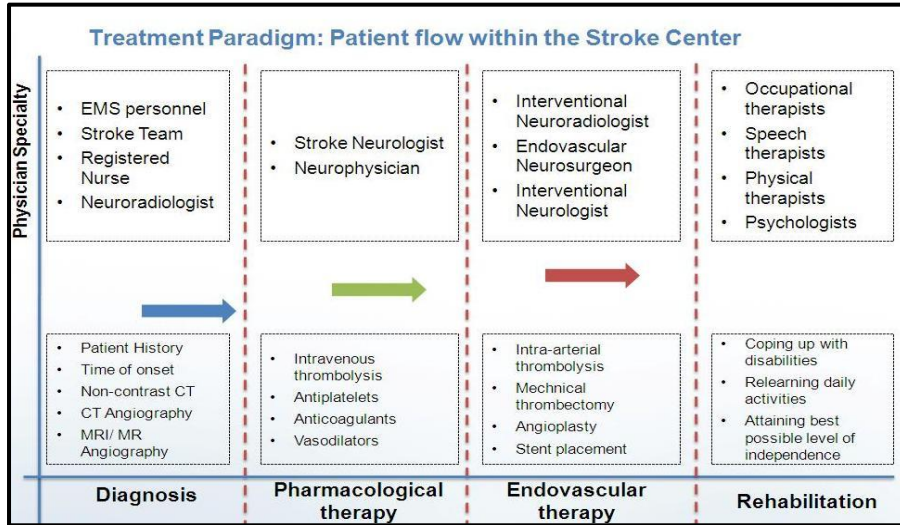 Treatment Paradigm: Patient flow within the Stroke Center
Physician Specialty
• EMS personnel
• Stroke Team
• Registered
Nurse
• Neuroradiologist
• Stroke Neurologist
• Neurophysician
• Interventional
Neuroradiologist
• Endovascular
Neurosurgeon
• Interventional
Neurologist
• Occupational
therapists
• Speech
therapists
• Physical
therapists
• Psychologists
• Patient History
• Time of onset
• Non-contrast CT
• CT Angiography
• MRI/ MR
Angiography
• Intravenous
thrombolysis
• Antiplatelets
• Anticoagulants
• Vasodilators
• Intra-arterial
thrombolysis
• Mechnical
thrombectomy
• Angioplasty
• Stent placement
• Coping up with
disabilities
• Relearning daily
activities
• Attaining best
possible level of
independence
Diagnosis
Pharmacological
therapy
Endovascular
therapy
Rehabilitation